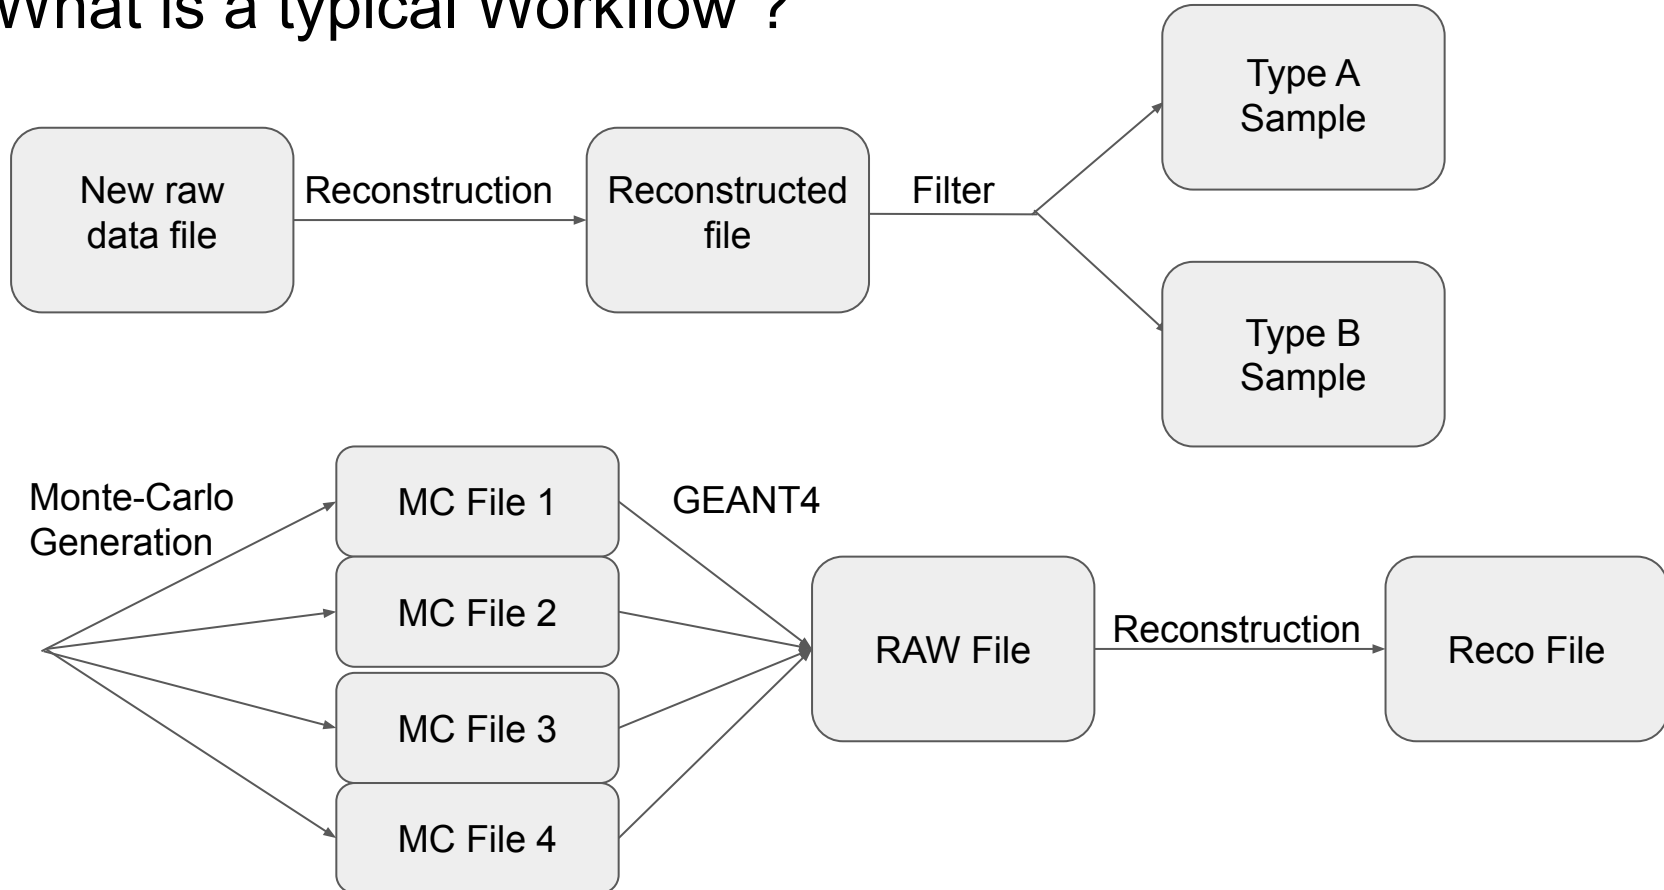 What is a typical Workflow ?
New raw
data file
Reconstruction
Reconstructed
file
Filter
Type A
Sample
Type B
Sample
Monte-Carlo
Generation
MC File 1
MC File 2
MC File 3
MC File 4
GEANT4
RAW File
Reconstruction
Reco File